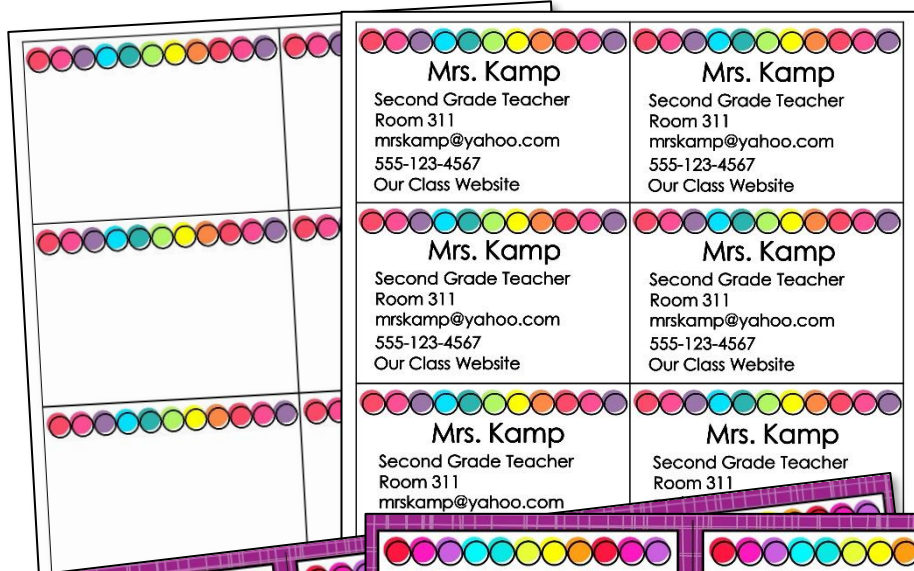 Mrs. Kamp
Second Grade Teacher
Room 311
mrskamp@yahoo.com
555-123-4567
Our Class Website
Mrs. Kamp
Second Grade Teacher
Room 311
mrskamp@yahoo.com
555-123-4567
Our Class Website
Mrs. Kamp
Second Grade Teacher
Room 311
mrskamp@yahoo.com
555-123-4567
Our Class Website
Mrs. Kamp
Second Grade Teacher
Room 311
mrskamp@yahoo.com
555-123-4567
Our Class Website
Mrs. Kamp
Second Grade Teacher
Room 311
mrskamp@yahoo.com
Mrs. Kamp
Second Grade Teacher
Room 311